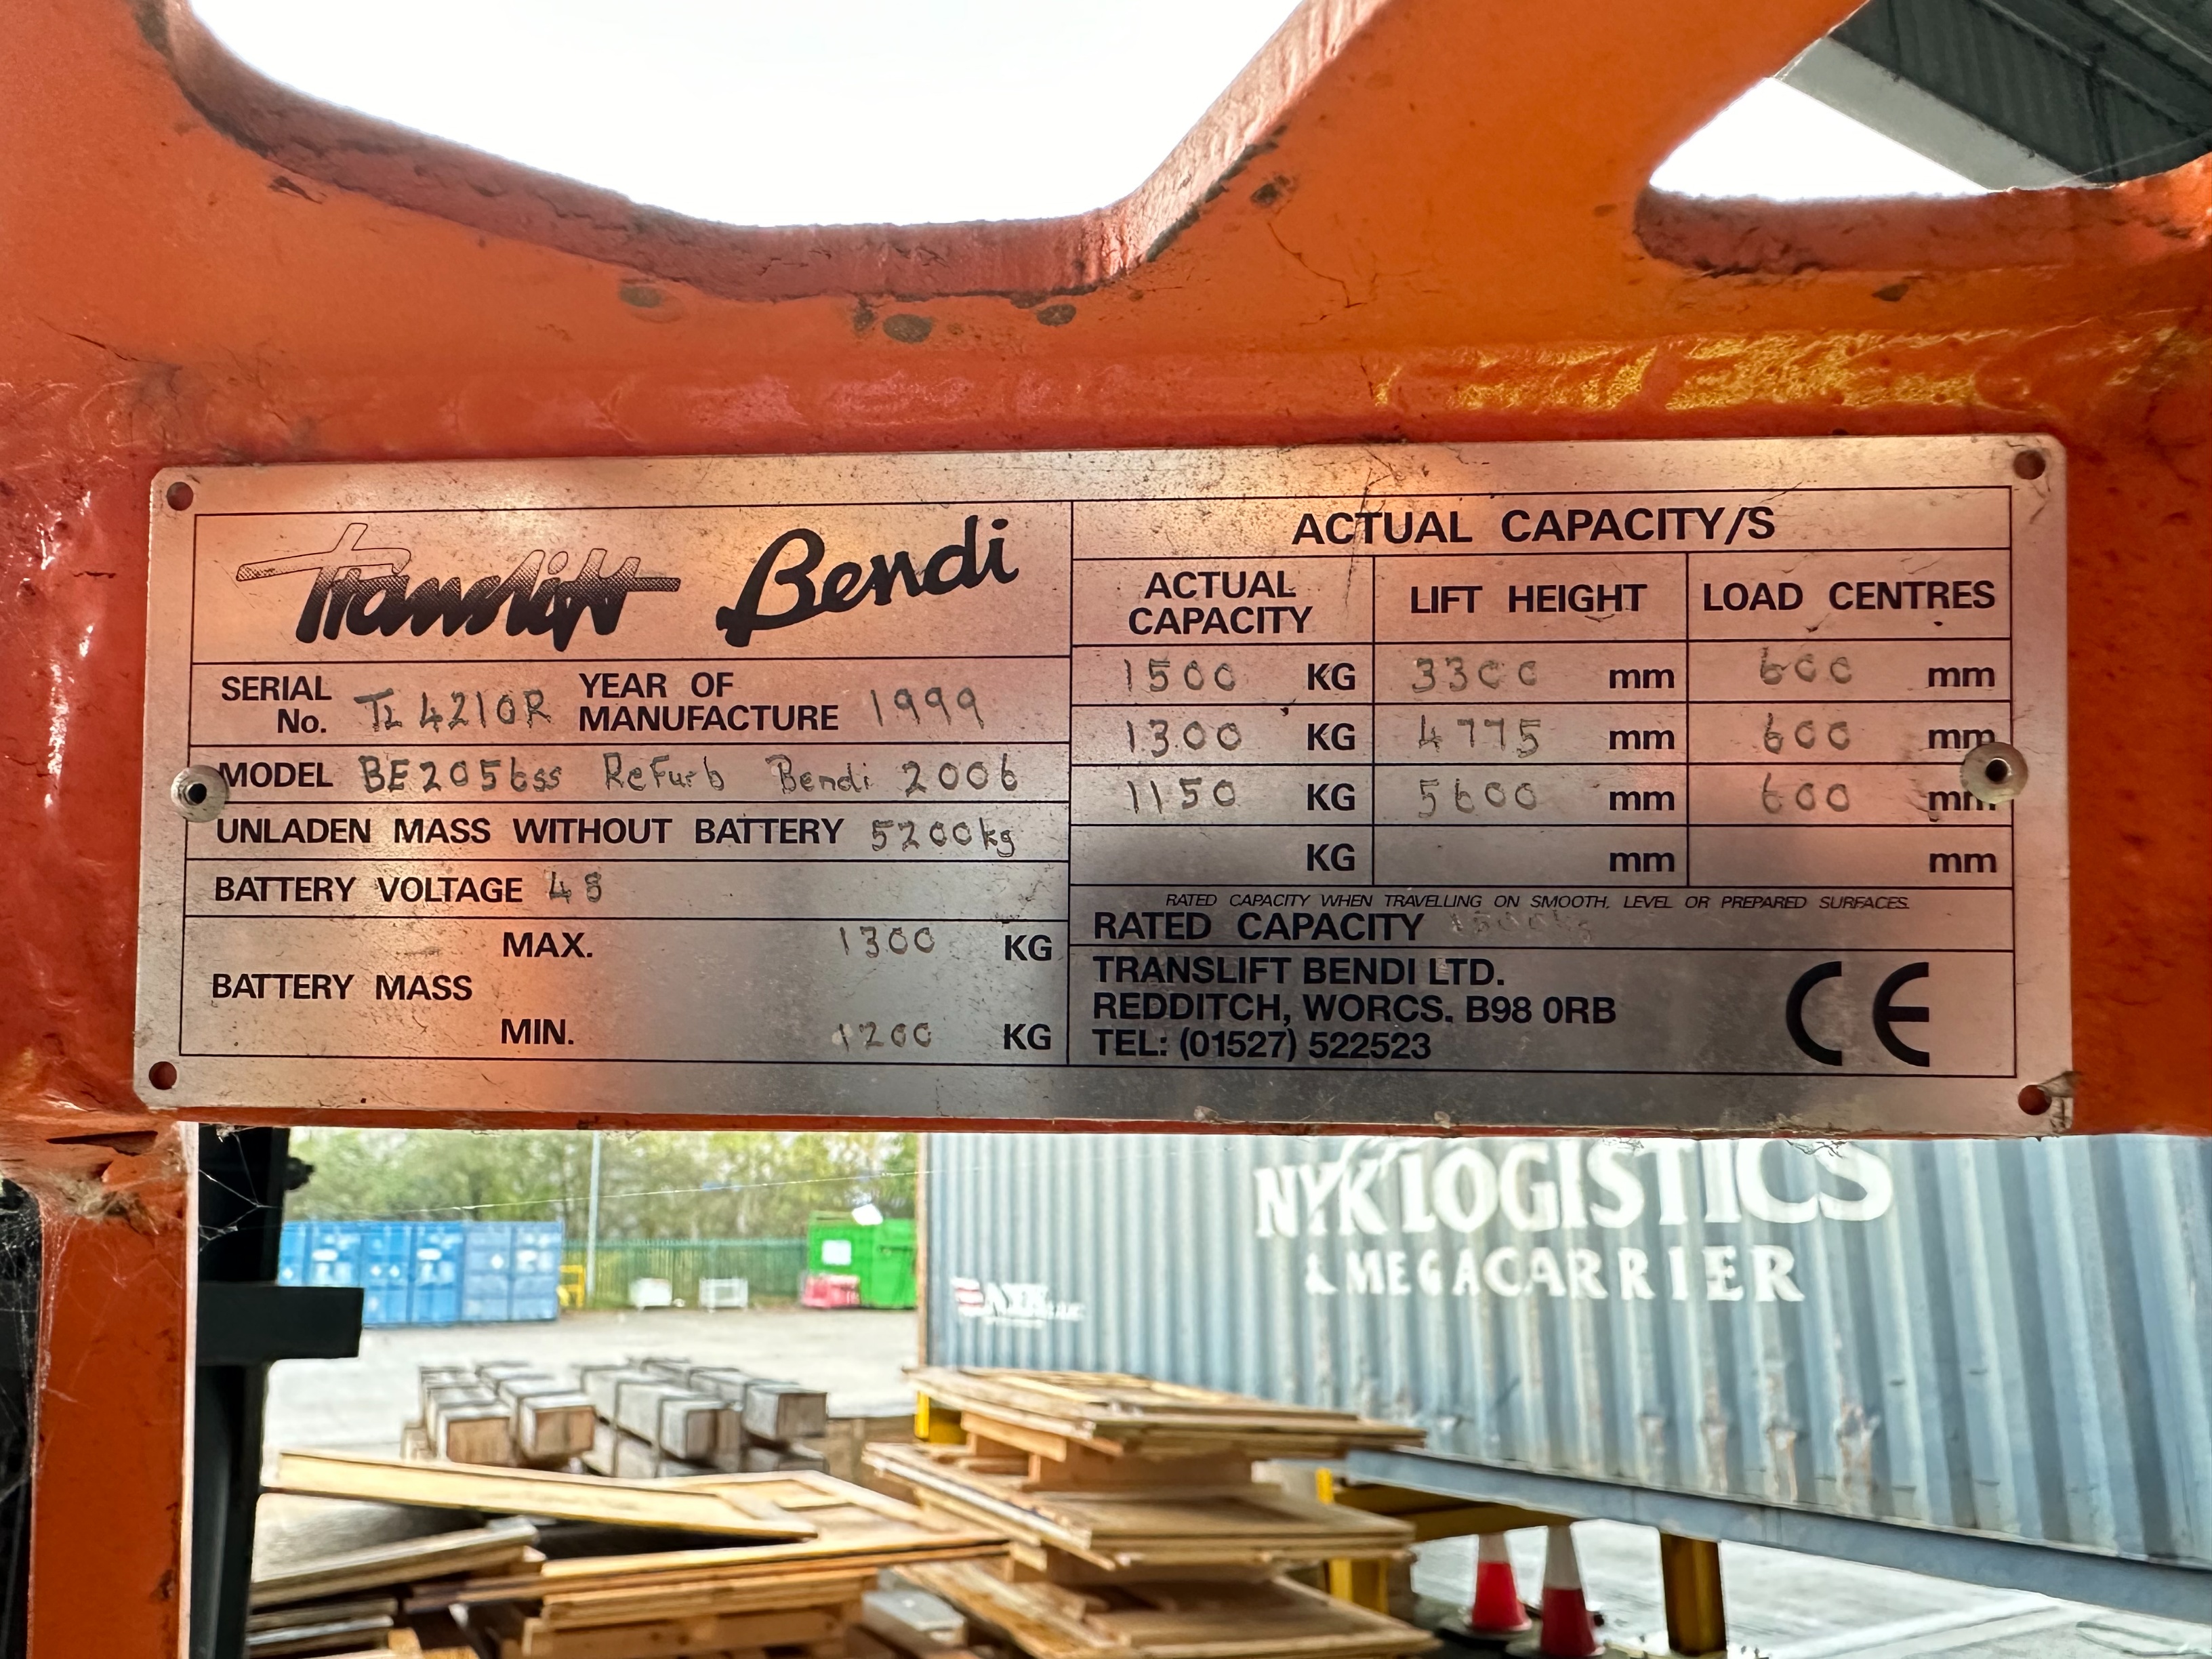 Translift Bendi
SERIAL No. TL4210R YEAR OF MANUFACTURE 1999
MODEL BE2056ss Refurb Bendi 2006
UNLADEN MASS WITHOUT BATTERY 5200kg
BATTERY VOLTAGE 48
BATTERY MASS
MAX. 1300 KG
MIN. 1200 KG
ACTUAL CAPACITY/S
ACTUAL CAPACITY LIFT HEIGHT LOAD CENTRES
1500 KG 3300 mm 600 mm
1300 KG 4775 mm 600 mm
1150 KG 5600 mm 600 mm
KG mm mm
RATED CAPACITY WHEN TRAVELLING ON SMOOTH, LEVEL OR PREPARED SURFACES.
RATED CAPACITY 1500kg
TRANSLIFT BENDI LTD.
REDDITCH, WORCS. B98 0RB
TEL: (01527) 522523
CE
NYK LOGISTICS
& MEGACARRIER